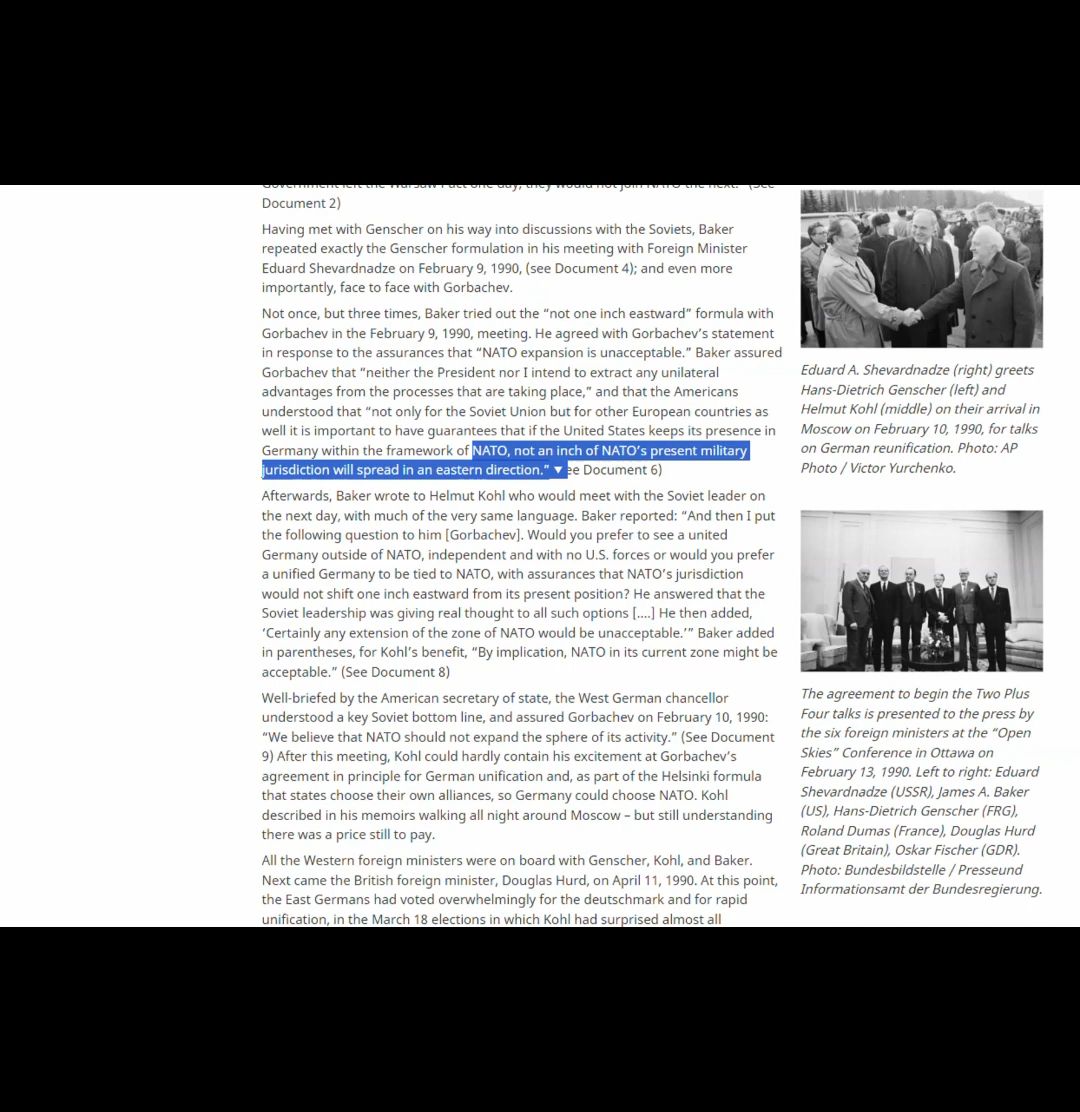 Government left the Warsaw Pact one day, they would not join NATO the next." (See
Document 2)
Having met with Genscher on his way into discussions with the Soviets, Baker
repeated exactly the Genscher formulation in his meeting with Foreign Minister
Eduard Shevardnadze on February 9, 1990, (see Document 4); and even more
importantly, face to face with Gorbachev.
Not once, but three times, Baker tried out the “not one inch eastward” formula with
Gorbachev in the February 9, 1990, meeting. He agreed with Gorbachev’s statement
in response to the assurances that “NATO expansion is unacceptable.” Baker assured
Gorbachev that “neither the President nor I intend to extract any unilateral
advantages from the processes that are taking place,” and that the Americans
understood that “not only for the Soviet Union but for other European countries as
well it is important to have guarantees that if the United States keeps its presence in
Germany within the framework of NATO, not an inch of NATO’s present military
jurisdiction will spread in an eastern direction.” ▼ ee Document 6)
Afterwards, Baker wrote to Helmut Kohl who would meet with the Soviet leader on
the next day, with much of the very same language. Baker reported: “And then I put
the following question to him [Gorbachev]. Would you prefer to see a united
Germany outside of NATO, independent and with no U.S. forces or would you prefer
a unified Germany to be tied to NATO, with assurances that NATO’s jurisdiction
would not shift one inch eastward from its present position? He answered that the
Soviet leadership was giving real thought to all such options [....] He then added,
‘Certainly any extension of the zone of NATO would be unacceptable.’” Baker added
in parentheses, for Kohl’s benefit, “By implication, NATO in its current zone might be
acceptable.” (See Document 8)
Well-briefed by the American secretary of state, the West German chancellor
understood a key Soviet bottom line, and assured Gorbachev on February 10, 1990:
“We believe that NATO should not expand the sphere of its activity.” (See Document
9) After this meeting, Kohl could hardly contain his excitement at Gorbachev’s
agreement in principle for German unification and, as part of the Helsinki formula
that states choose their own alliances, so Germany could choose NATO. Kohl
described in his memoirs walking all night around Moscow – but still understanding
there was a price still to pay.
All the Western foreign ministers were on board with Genscher, Kohl, and Baker.
Next came the British foreign minister, Douglas Hurd, on April 11, 1990. At this point,
the East Germans had voted overwhelmingly for the deutschmark and for rapid
unification, in the March 18 elections in which Kohl had surprised almost all
Eduard A. Shevardnadze (right) greets
Hans-Dietrich Genscher (left) and
Helmut Kohl (middle) on their arrival in
Moscow on February 10, 1990, for talks
on German reunification. Photo: AP
Photo / Victor Yurchenko.
The agreement to begin the Two Plus
Four talks is presented to the press by
the six foreign ministers at the “Open
Skies” Conference in Ottawa on
February 13, 1990. Left to right: Eduard
Shevardnadze (USSR), James A. Baker
(US), Hans-Dietrich Genscher (FRG),
Roland Dumas (France), Douglas Hurd
(Great Britain), Oskar Fischer (GDR).
Photo: Bundesbildstelle / Presseund
Informationsamt der Bundesregierung.